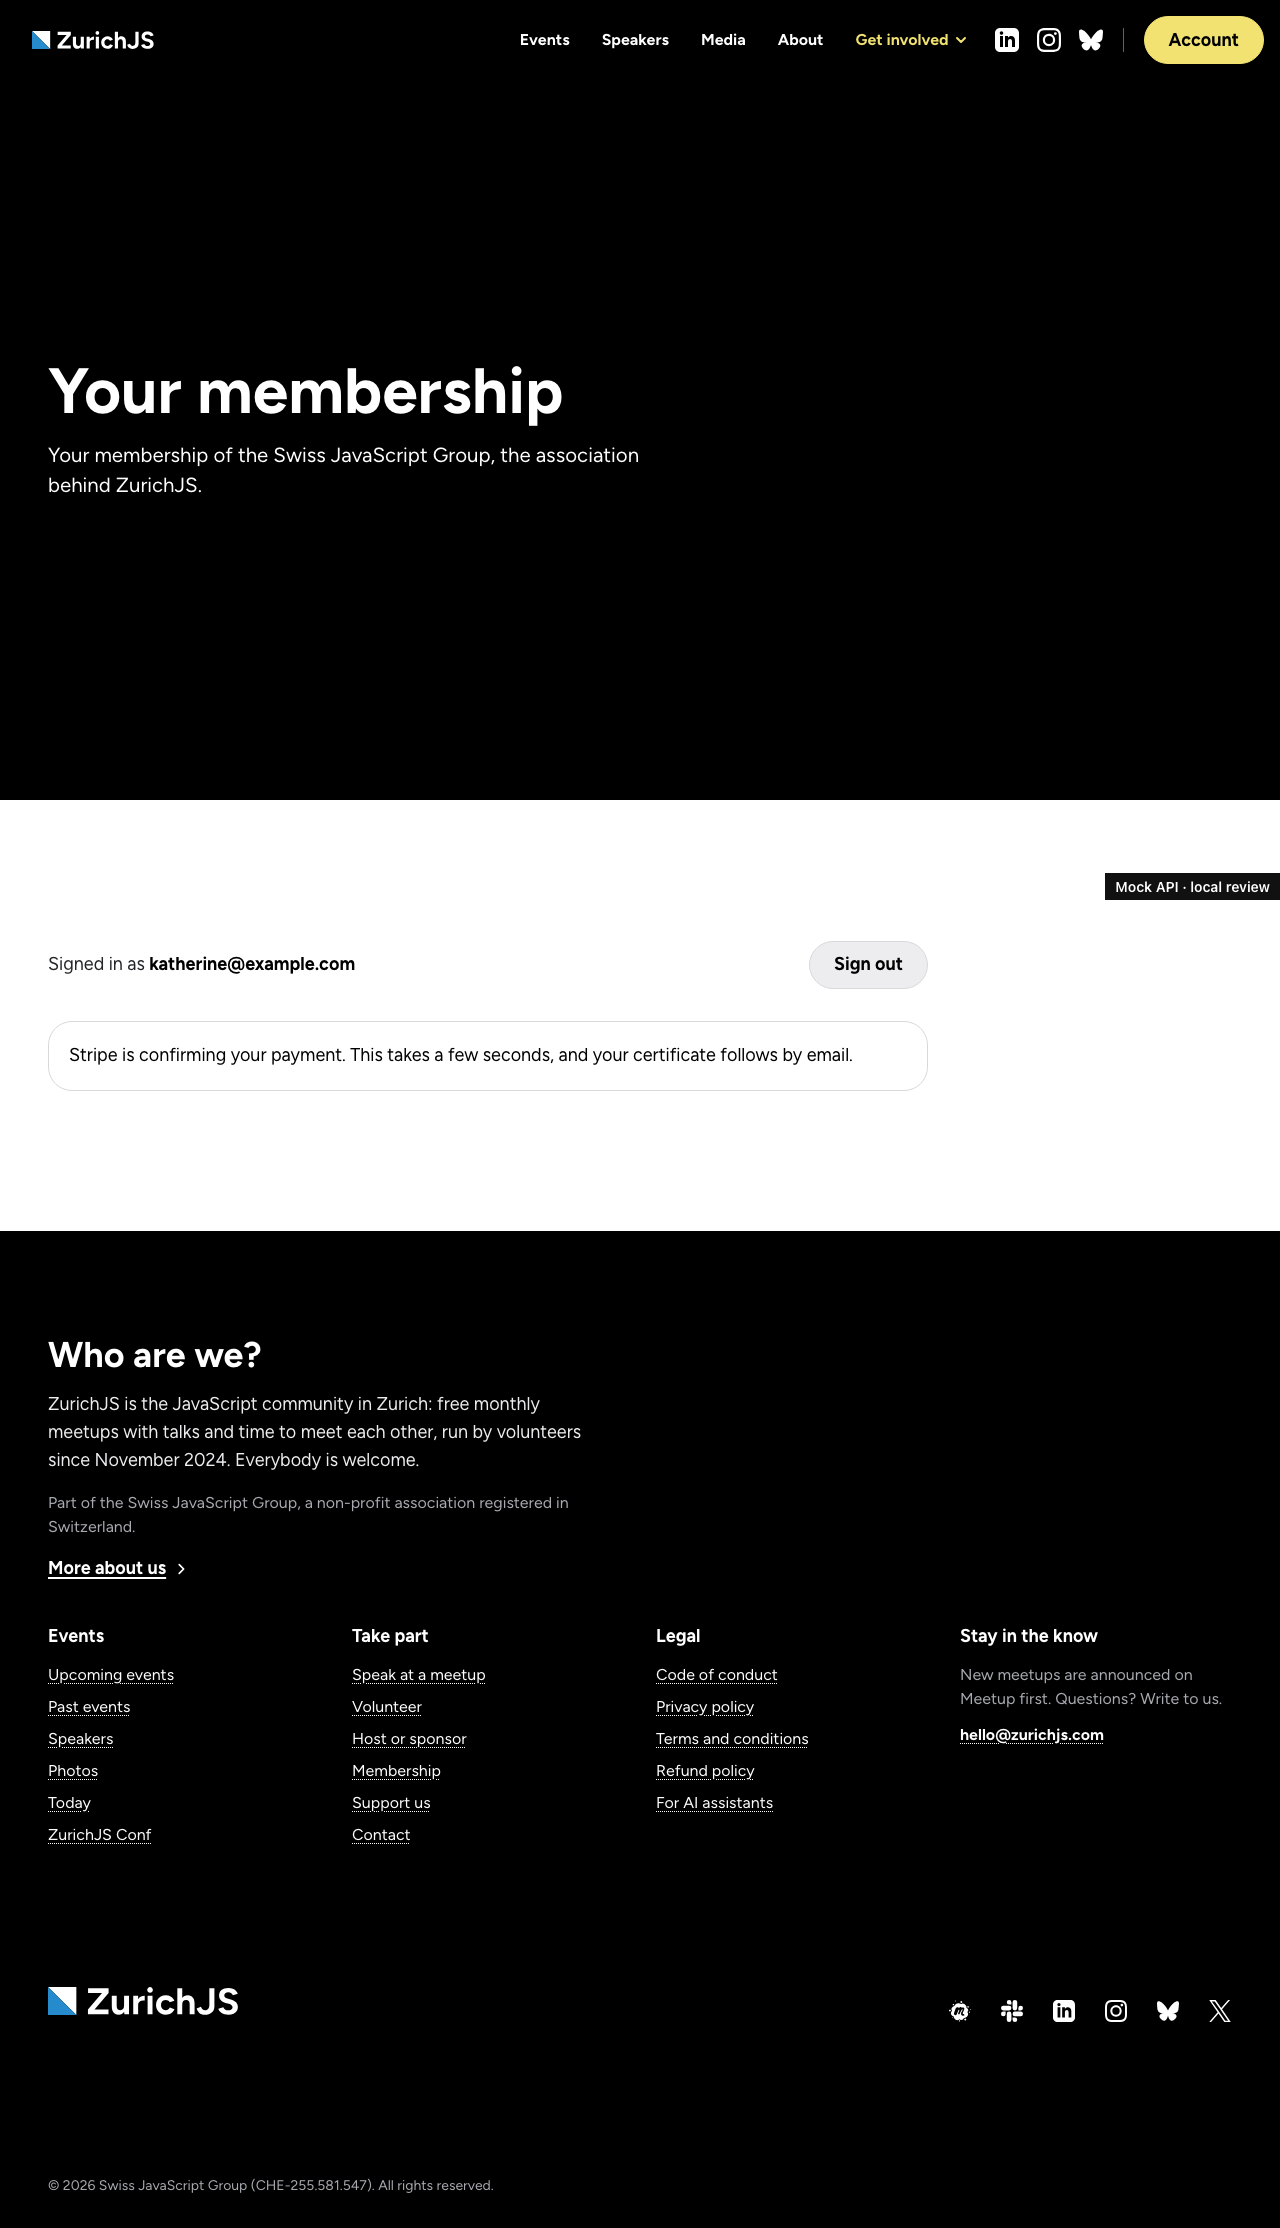 ZurichJS
Events
Speakers
Media
About
Get involved
Account
Your membership
Your membership of the Swiss JavaScript Group, the association
behind ZurichJS.
Mock API · local review
Signed in as katherine@example.com
Sign out
Stripe is confirming your payment. This takes a few seconds, and your certificate follows by email.
Who are we?
ZurichJS is the JavaScript community in Zurich: free monthly
meetups with talks and time to meet each other, run by volunteers
since November 2024. Everybody is welcome.
Part of the Swiss JavaScript Group, a non-profit association registered in
Switzerland.
More about us
Events
Upcoming events
Past events
Speakers
Photos
Today
ZurichJS Conf
Take part
Speak at a meetup
Volunteer
Host or sponsor
Membership
Support us
Contact
Legal
Code of conduct
Privacy policy
Terms and conditions
Refund policy
For AI assistants
Stay in the know
New meetups are announced on
Meetup first. Questions? Write to us.
hello@zurichjs.com
ZurichJS
© 2026 Swiss JavaScript Group (CHE-255.581.547). All rights reserved.